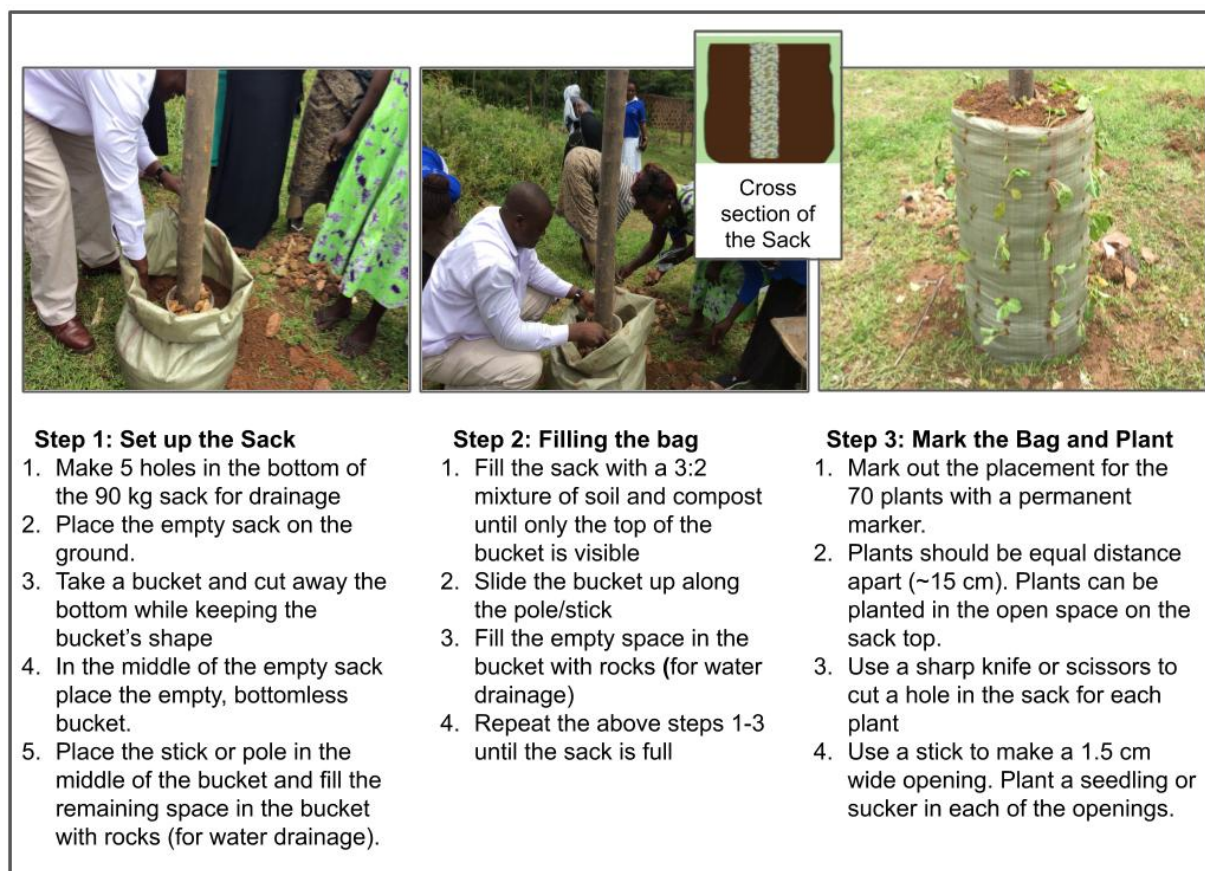 Cross
section of
the Sack
Step 1: Set up the Sack
1. Make 5 holes in the bottom of
the 90 kg sack for drainage
2. Place the empty sack on the
ground.
3. Take a bucket and cut away the
bottom while keeping the
bucket’s shape
4. In the middle of the empty sack
place the empty, bottomless
bucket.
5. Place the stick or pole in the
middle of the bucket and fill the
remaining space in the bucket
with rocks (for water drainage).
Step 2: Filling the bag
1. Fill the sack with a 3:2
mixture of soil and compost
until only the top of the
bucket is visible
2. Slide the bucket up along
the pole/stick
3. Fill the empty space in the
bucket with rocks (for water
drainage)
4. Repeat the above steps 1-3
until the sack is full
Step 3: Mark the Bag and Plant
1. Mark out the placement for the
70 plants with a permanent
marker.
2. Plants should be equal distance
apart (~15 cm). Plants can be
planted in the open space on the
sack top.
3. Use a sharp knife or scissors to
cut a hole in the sack for each
plant
4. Use a stick to make a 1.5 cm
wide opening. Plant a seedling or
sucker in each of the openings.